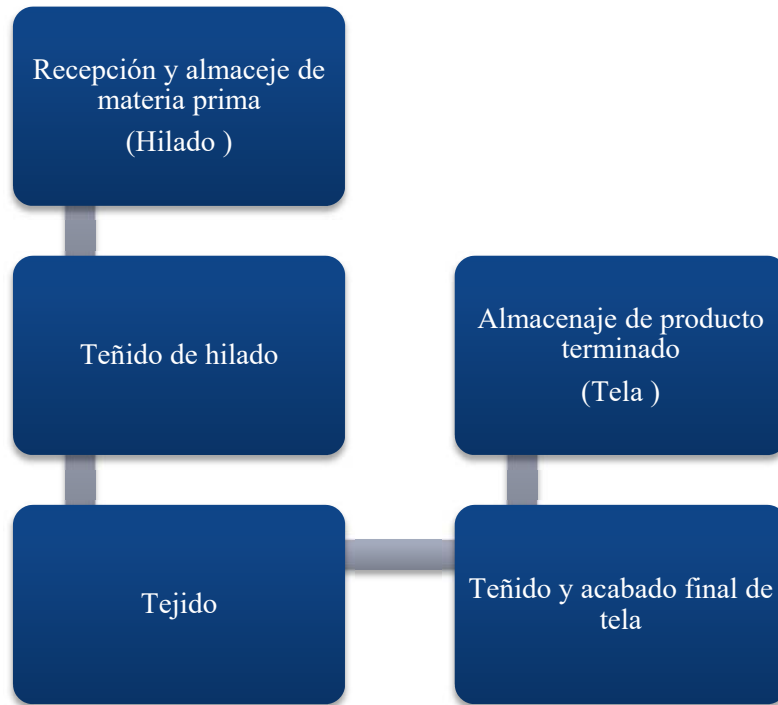 Recepción y almaceje de
materia prima
(Hilado )
Teñido de hilado
Tejido
Teñido y acabado final de
tela
Almacenaje de producto
terminado
(Tela )